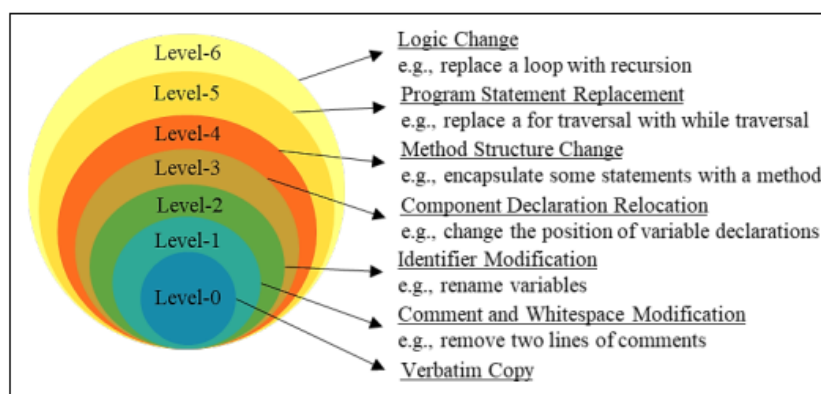 Level-6
Level-5
Level-4
Level-3
Level-2
Level-1
Level-0
Logic Change
e.g., replace a loop with recursion
Program Statement Replacement
e.g., replace a for traversal with while traversal
Method Structure Change
e.g., encapsulate some statements with a method
Component Declaration Relocation
e.g., change the position of variable declarations
Identifier Modification
e.g., rename variables
Comment and Whitespace Modification
e.g., remove two lines of comments
Verbatim Copy